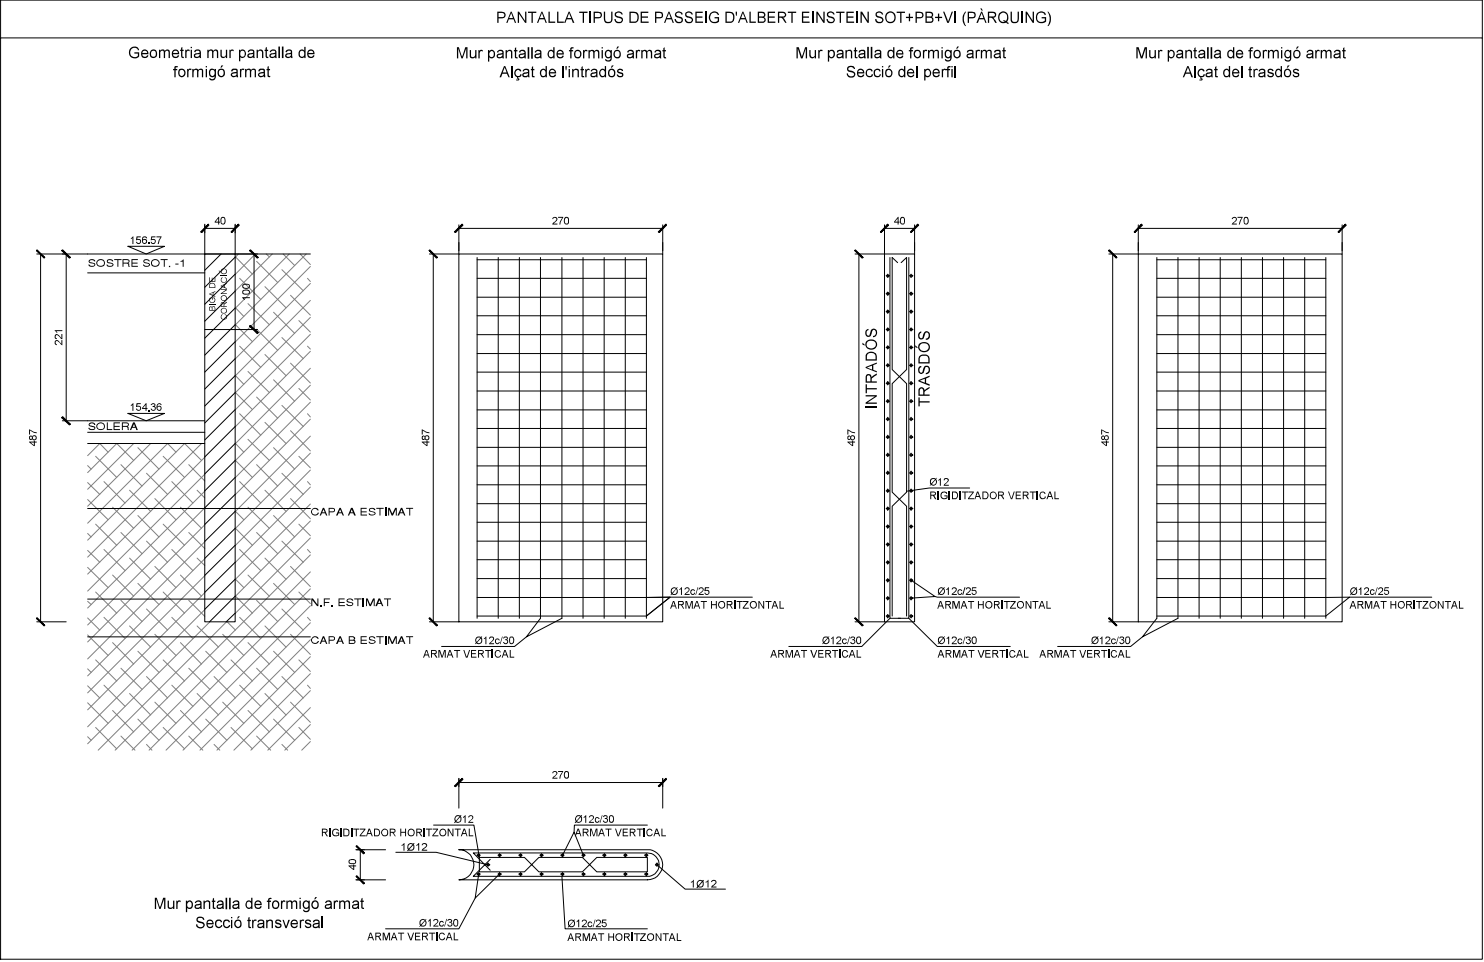 PANTALLA TIPUS DE PASSEIG D'ALBERT EINSTEIN SOT+PB+VI (PÀRQUING)
Geometria mur pantalla de
formigó armat
Mur pantalla de formigó armat
Alçat de l'intradós
Mur pantalla de formigó armat
Secció del perfil
Mur pantalla de formigó armat
Alçat del trasdós
40
156.57
SOSTRE SOT. -1
BIGA DE
CORONACIÓ
100
221
154.36
SOLERA
487
CAPA A ESTIMAT
N.F. ESTIMAT
CAPA B ESTIMAT
270
487
Ø12c/25
ARMAT HORITZONTAL
Ø12c/30
ARMAT VERTICAL
40
INTRADÓS
TRASDÓS
487
Ø12
RIGIDITZADOR VERTICAL
Ø12c/25
ARMAT HORITZONTAL
Ø12c/30
ARMAT VERTICAL
Ø12c/30
ARMAT VERTICAL
270
487
Ø12c/25
ARMAT HORITZONTAL
Ø12c/30
ARMAT VERTICAL
270
Ø12
RIGIDITZADOR HORITZONTAL
Ø12c/30
ARMAT VERTICAL
1Ø12
40
1Ø12
Mur pantalla de formigó armat
Secció transversal
Ø12c/30
ARMAT VERTICAL
Ø12c/25
ARMAT HORITZONTAL